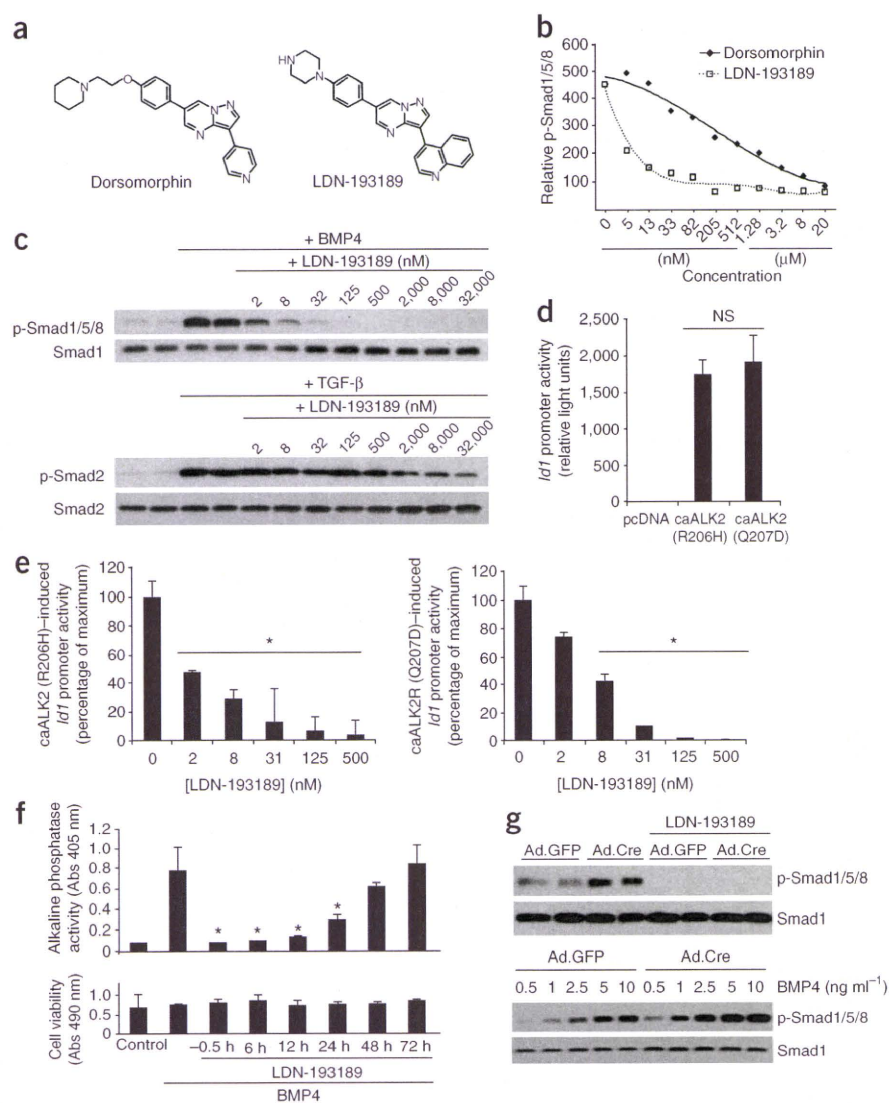 a
Dorsomorphin
LDN-193189
b
Relative p-Smad1/5/8
600
500
400
300
200
100
Dorsomorphin
LDN-193189
0 5 13 33 82 205 512 1.28 3.2 8 20
(nM) (μM)
Concentration
c
+ BMP4
+ LDN-193189 (nM)
2 8 32 125 500 2,000 8,000 32,000
p-Smad1/5/8
Smad1
+ TGF-β
+ LDN-193189 (nM)
2 8 32 125 500 2,000 8,000 32,000
p-Smad2
Smad2
d
Id1 promoter activity
(relative light units)
2,500
2,000
1,500
1,000
500
0
NS
pcDNA caALK2 caALK2
(R206H) (Q207D)
e
caALK2 (R206H)–induced
Id1 promoter activity
(percentage of maximum)
120
100
80
60
40
20
0
*
0 2 8 31 125 500
[LDN-193189] (nM)
caALK2R (Q207D)–induced
Id1 promoter activity
(percentage of maximum)
120
100
80
60
40
20
0
*
0 2 8 31 125 500
[LDN-193189] (nM)
f
Alkaline phosphatase
activity (Abs 405 nm)
1.2
1.0
0.8
0.6
0.4
0.2
0
* * * *
Cell viability
(Abs 490 nm)
1.0
0.5
0
Control –0.5 h 6 h 12 h 24 h 48 h 72 h
LDN-193189
BMP4
g
LDN-193189
Ad.GFP Ad.Cre Ad.GFP Ad.Cre
p-Smad1/5/8
Smad1
Ad.GFP Ad.Cre
0.5 1 2.5 5 10 0.5 1 2.5 5 10 BMP4 (ng ml⁻¹)
p-Smad1/5/8
Smad1